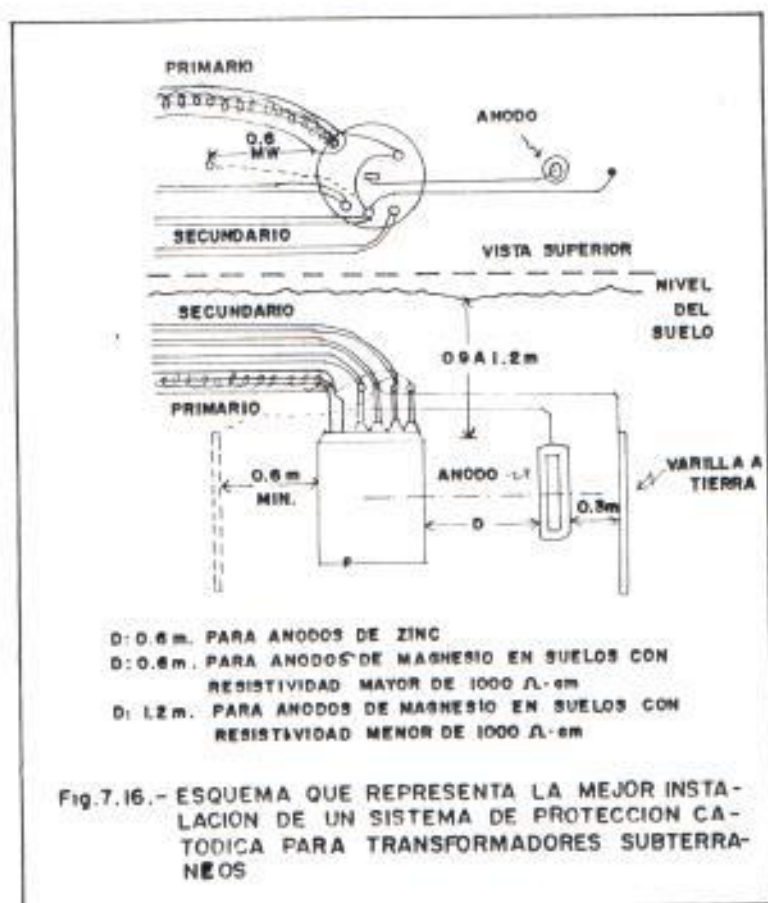 PRIMARIO
ANODO
0.6
MW
SECUNDARIO
VISTA SUPERIOR
NIVEL
DEL
SUELO
SECUNDARIO
0.9 A 1.2 m
PRIMARIO
0.6 m
MIN.
ANODO
VARILLA A
TIERRA
0.3m
D
P
D: 0.6 m. PARA ANODOS DE ZINC
D: 0.6 m. PARA ANODOS DE MAGNESIO EN SUELOS CON
RESISTIVIDAD MAYOR DE 1000 Ω-cm
D: 1.2 m. PARA ANODOS DE MAGNESIO EN SUELOS CON
RESISTIVIDAD MENOR DE 1000 Ω-cm
Fig.7.16.- ESQUEMA QUE REPRESENTA LA MEJOR INSTA-
LACION DE UN SISTEMA DE PROTECCION CA-
TODICA PARA TRANSFORMADORES SUBTERRA-
NEOS